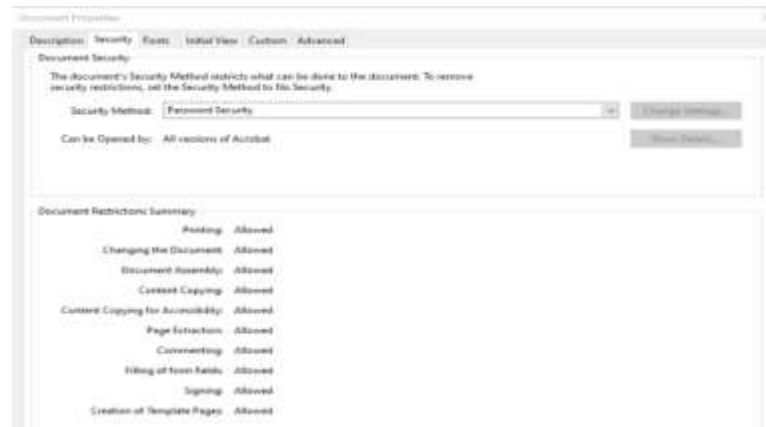 Document Properties
Description Security Fonts Initial View Custom Advanced
Document Security
The document's Security Method restricts what can be done to the document. To remove
security restrictions, set the Security Method to No Security.
Security Method: Password Security Change Settings...
Can be Opened by: All versions of Acrobat Show Details...
Document Restrictions Summary
Printing: Allowed
Changing the Document: Allowed
Document Assembly: Allowed
Content Copying: Allowed
Content Copying for Accessibility: Allowed
Page Extraction: Allowed
Commenting: Allowed
Filling of form fields: Allowed
Signing: Allowed
Creation of Template Pages: Allowed